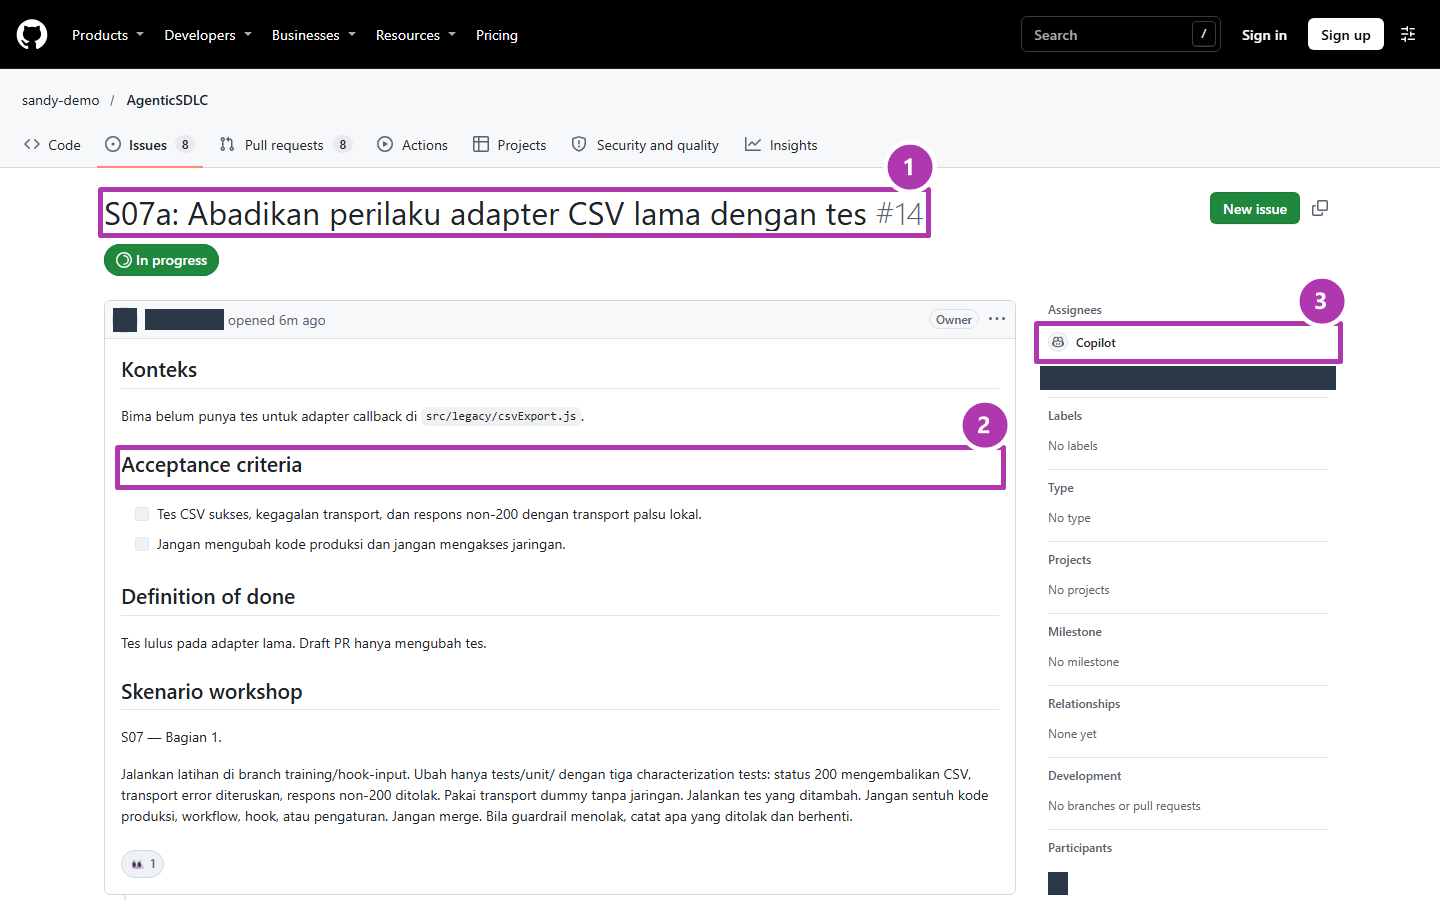 Products Developers Businesses Resources Pricing Search / Sign in Sign up
sandy-demo / AgenticSDLC
Code Issues 8 Pull requests 8 Actions Projects Security and quality Insights
1
S07a: Abadikan perilaku adapter CSV lama dengan tes #14
New issue
In progress
opened 6m ago Owner
Konteks
Bima belum punya tes untuk adapter callback di src/legacy/csvExport.js.
2
Acceptance criteria
Tes CSV sukses, kegagalan transport, dan respons non-200 dengan transport palsu lokal.
Jangan mengubah kode produksi dan jangan mengakses jaringan.
Definition of done
Tes lulus pada adapter lama. Draft PR hanya mengubah tes.
Skenario workshop
S07 — Bagian 1.
Jalankan latihan di branch training/hook-input. Ubah hanya tests/unit/ dengan tiga characterization tests: status 200 mengembalikan CSV,
transport error diteruskan, respons non-200 ditolak. Pakai transport dummy tanpa jaringan. Jalankan tes yang ditambah. Jangan sentuh kode
produksi, workflow, hook, atau pengaturan. Jangan merge. Bila guardrail menolak, catat apa yang ditolak dan berhenti.
1
3
Assignees
Copilot
Labels
No labels
Type
No type
Projects
No projects
Milestone
No milestone
Relationships
None yet
Development
No branches or pull requests
Participants